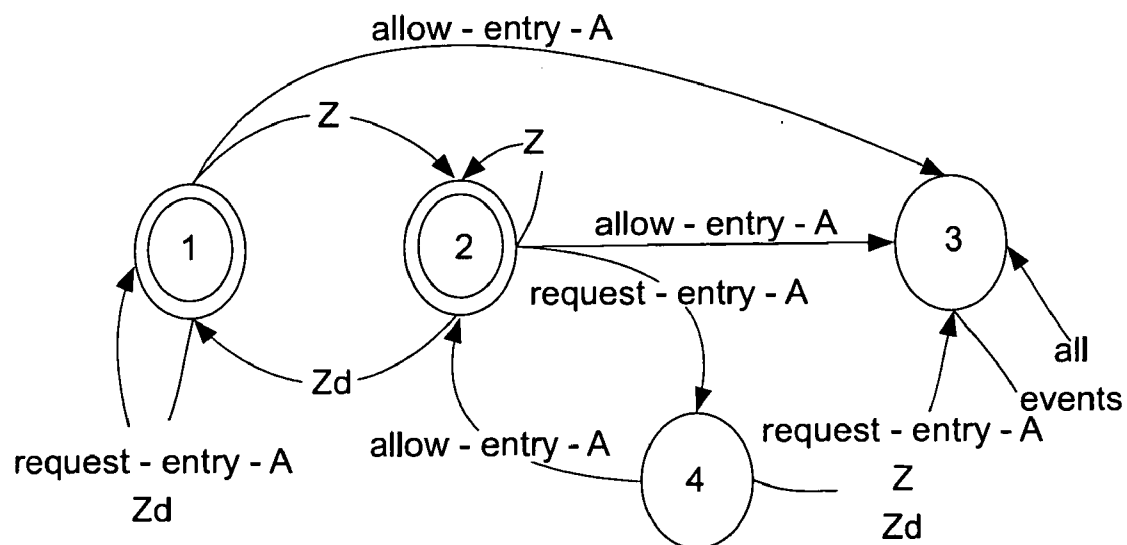 allow - entry - A
Z
Z
allow - entry - A
1
2
3
request - entry - A
all
Zd
events
allow - entry - A
request - entry - A
request - entry - A
Z
4
Zd
Zd